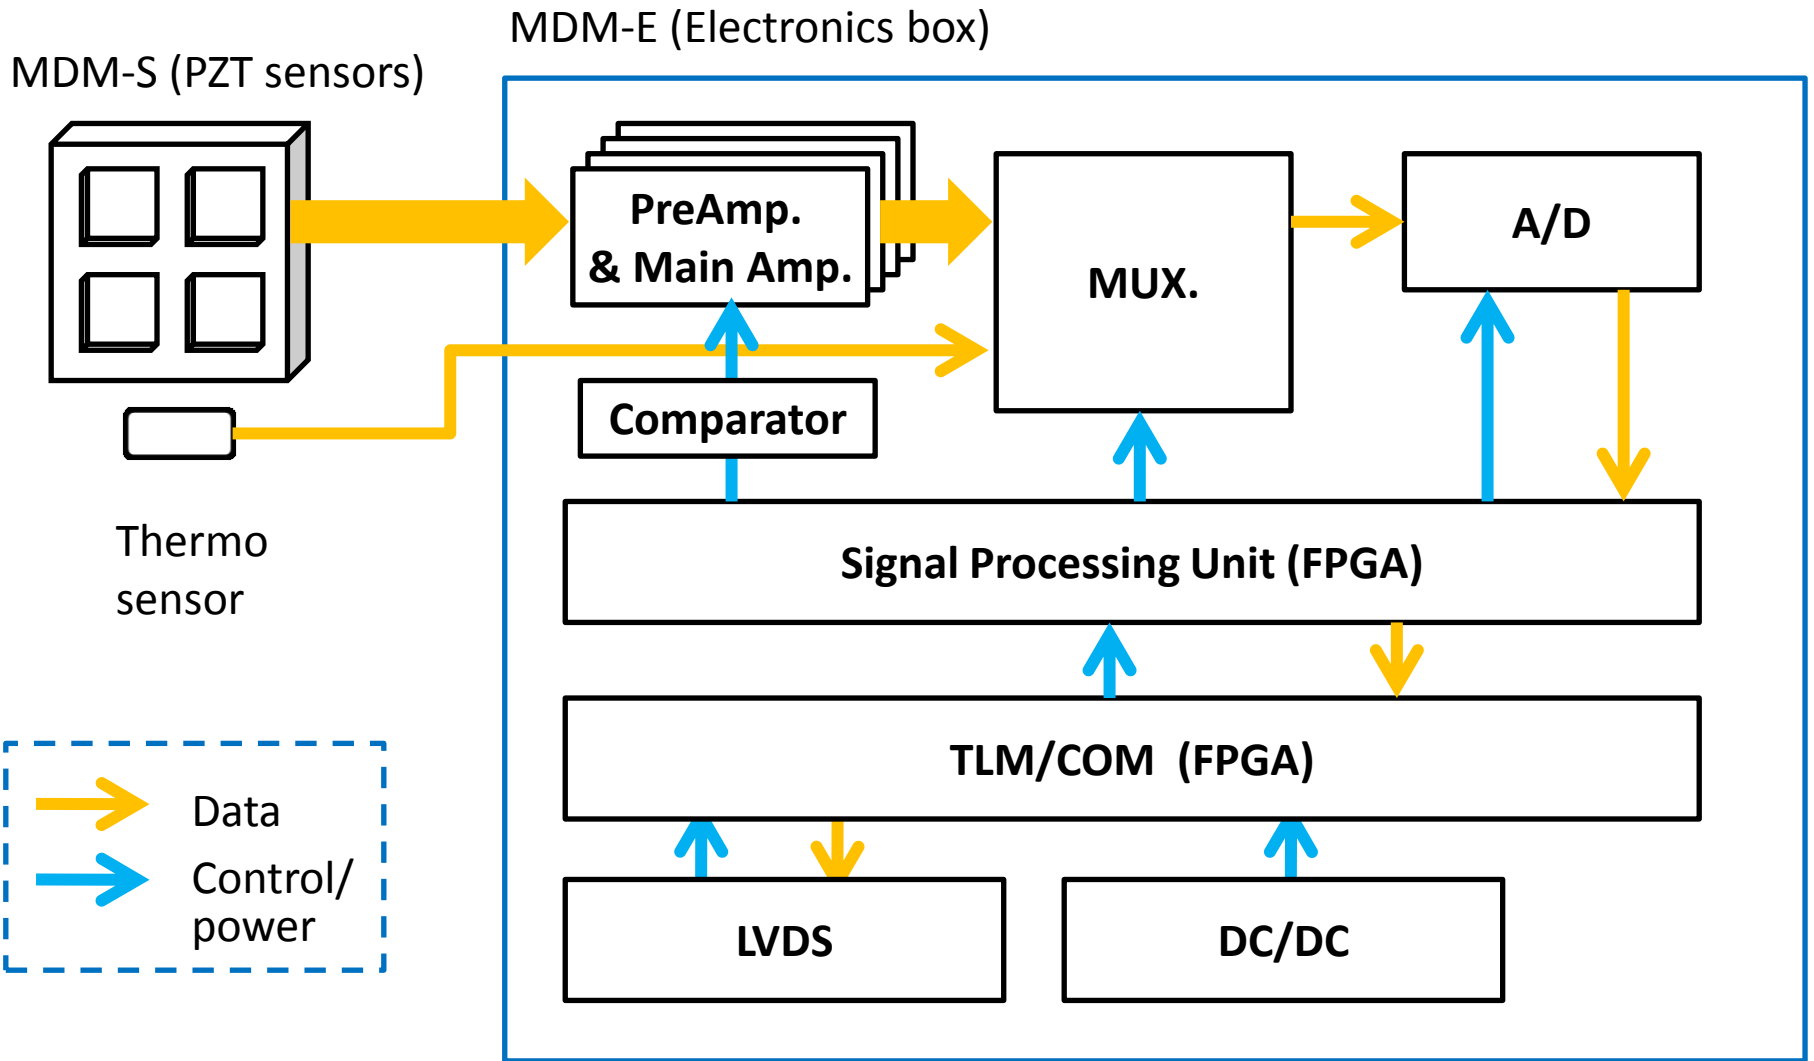 MDM-E (Electronics box)
MDM-S (PZT sensors)
PreAmp.
& Main Amp.
MUX.
A/D
Comparator
Thermo
sensor
Signal Processing Unit (FPGA)
TLM/COM (FPGA)
Data
Control/
power
LVDS
DC/DC